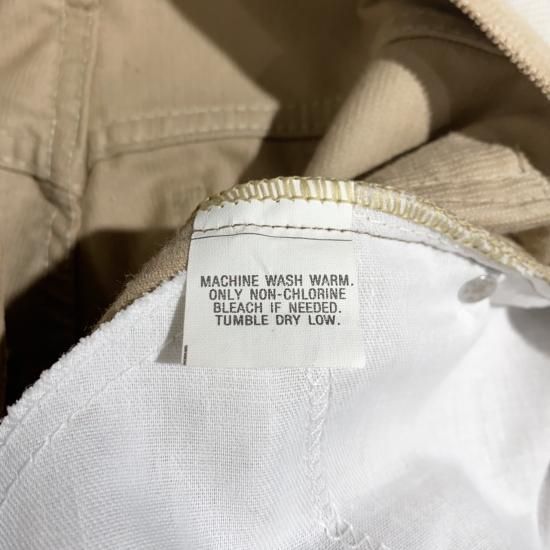 MACHINE WASH WARM.
ONLY NON-CHLORINE
BLEACH IF NEEDED.
TUMBLE DRY LOW.